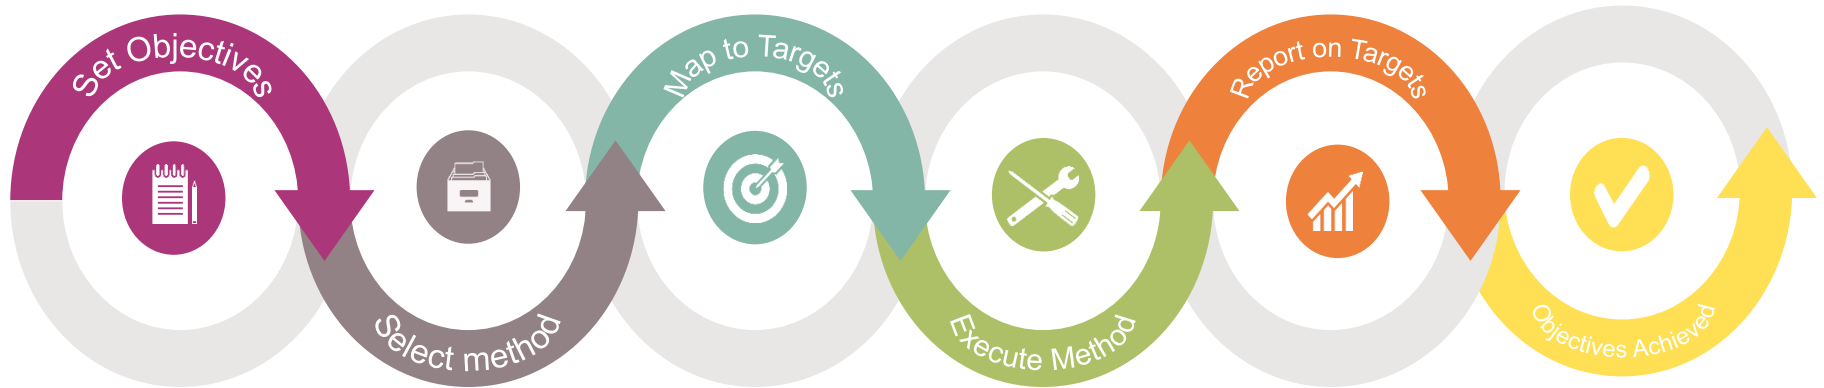 Set Objectives
Select method
Map to Targets
Execute Method
Report on Targets
Objectives Achieved